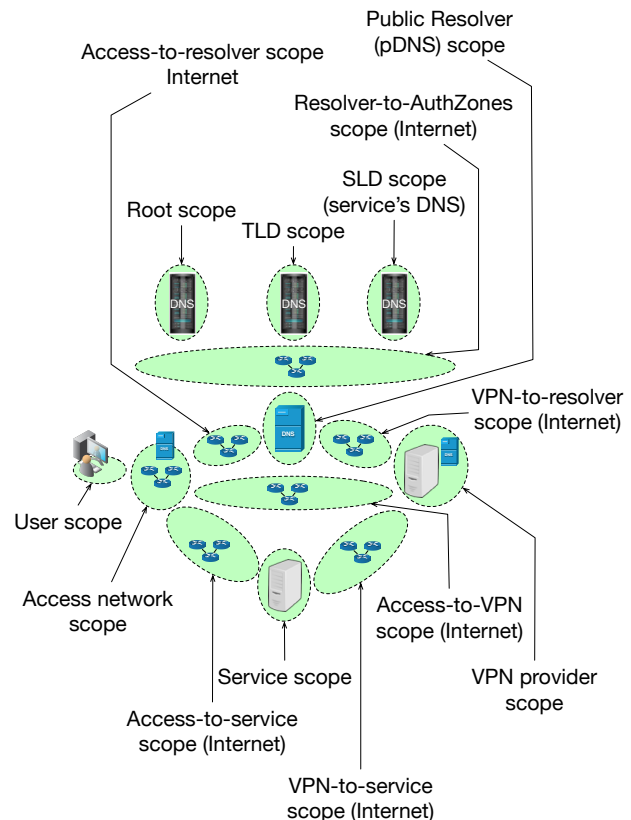 Public Resolver
(pDNS) scope
Access-to-resolver scope
Internet
Resolver-to-AuthZones
scope (Internet)
SLD scope
(service's DNS)
Root scope
TLD scope
DNS
DNS
DNS
VPN-to-resolver
scope (Internet)
DNS
User scope
Access network
scope
Access-to-VPN
scope (Internet)
Service scope
VPN provider
scope
Access-to-service
scope (Internet)
VPN-to-service
scope (Internet)